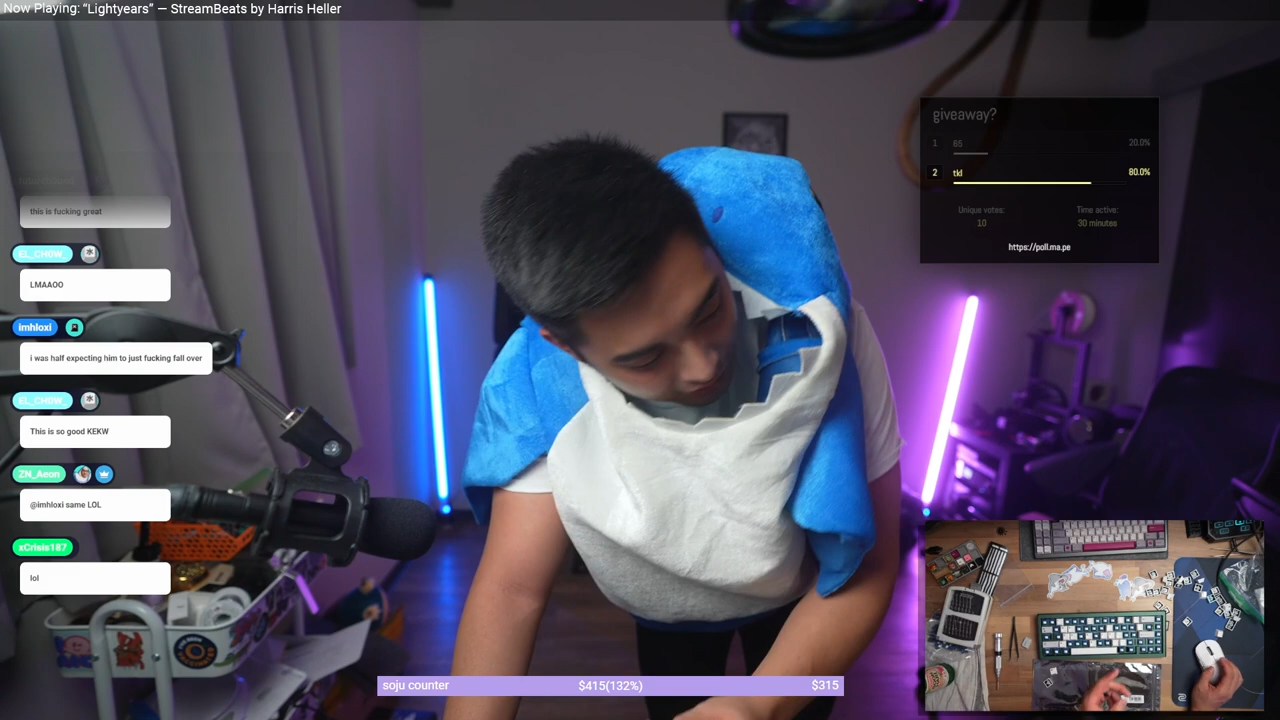 Now Playing: “Lightyears” — StreamBeats by Harris Heller
giveaway?
1 65 20.0%
2 tkl 80.0%
Unique votes: Time active:
10 30 minutes
https://poll.ma.pe
this is fucking great
EL_CHOW_
LMAAOO
imhloxi
i was half expecting him to just fucking fall over
EL_CHOW_
This is so good KEKW
ZN_Aeon
@imhloxi same LOL
xCrisis187
lol
soju counter $415(132%) $315